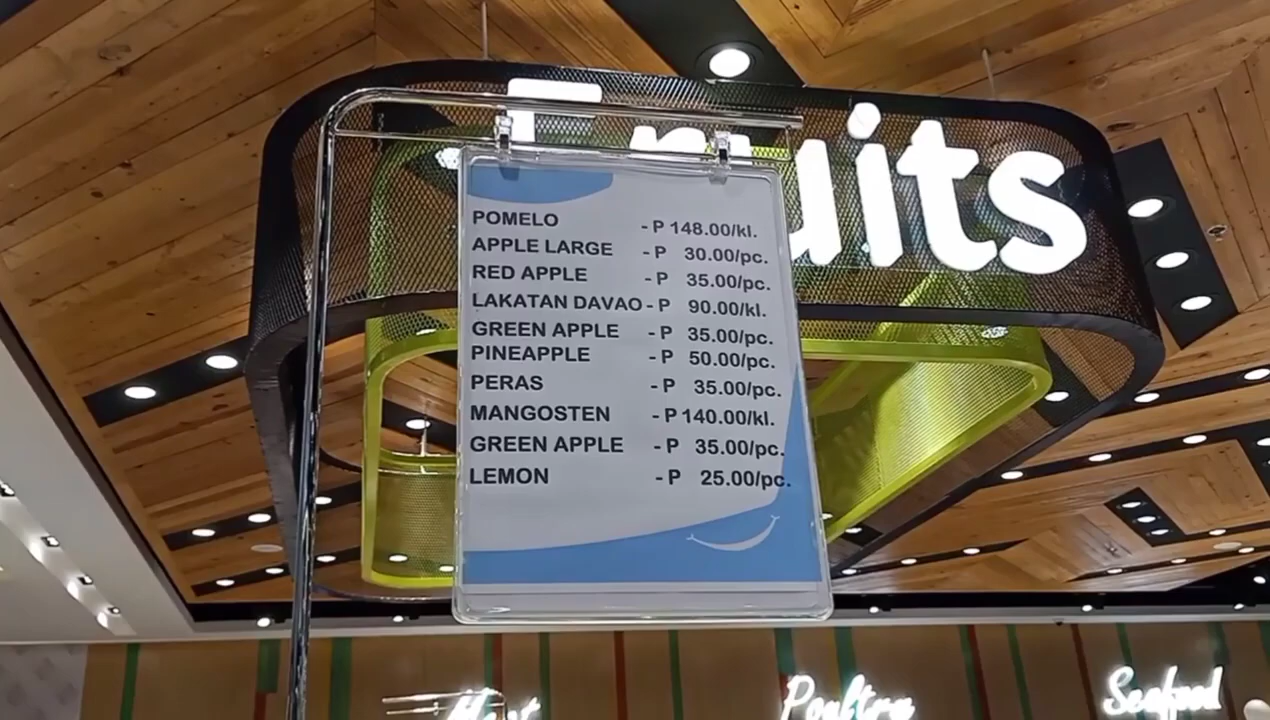 Fruits
POMELO - P 148.00/kl.
APPLE LARGE - P 30.00/pc.
RED APPLE - P 35.00/pc.
LAKATAN DAVAO - P 90.00/kl.
GREEN APPLE - P 35.00/pc.
PINEAPPLE - P 50.00/pc.
PERAS - P 35.00/pc.
MANGOSTEN - P 140.00/kl.
GREEN APPLE - P 35.00/pc.
LEMON - P 25.00/pc.
Meat Poultry Seafood